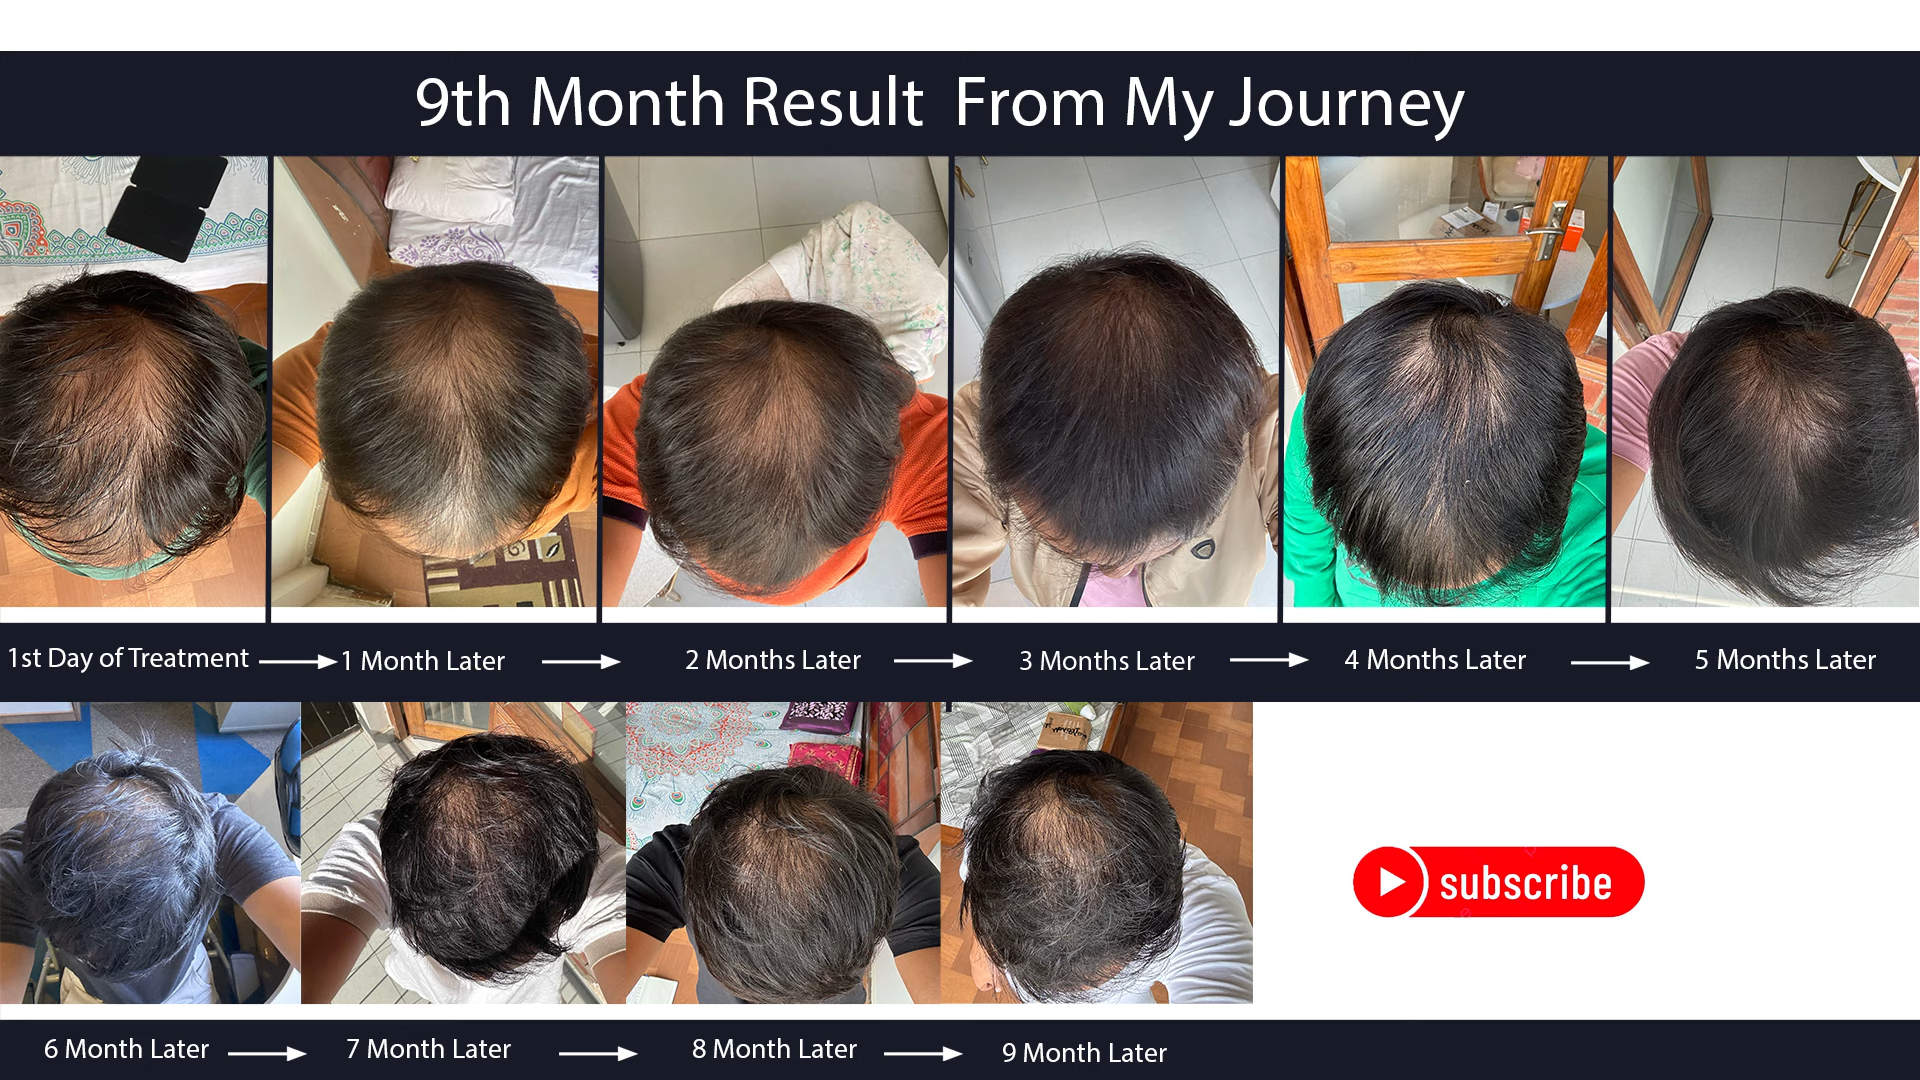 9th Month Result From My Journey
1st Day of Treatment
1 Month Later
2 Months Later
3 Months Later
4 Months Later
5 Months Later
subscribe
6 Month Later
7 Month Later
8 Month Later
9 Month Later